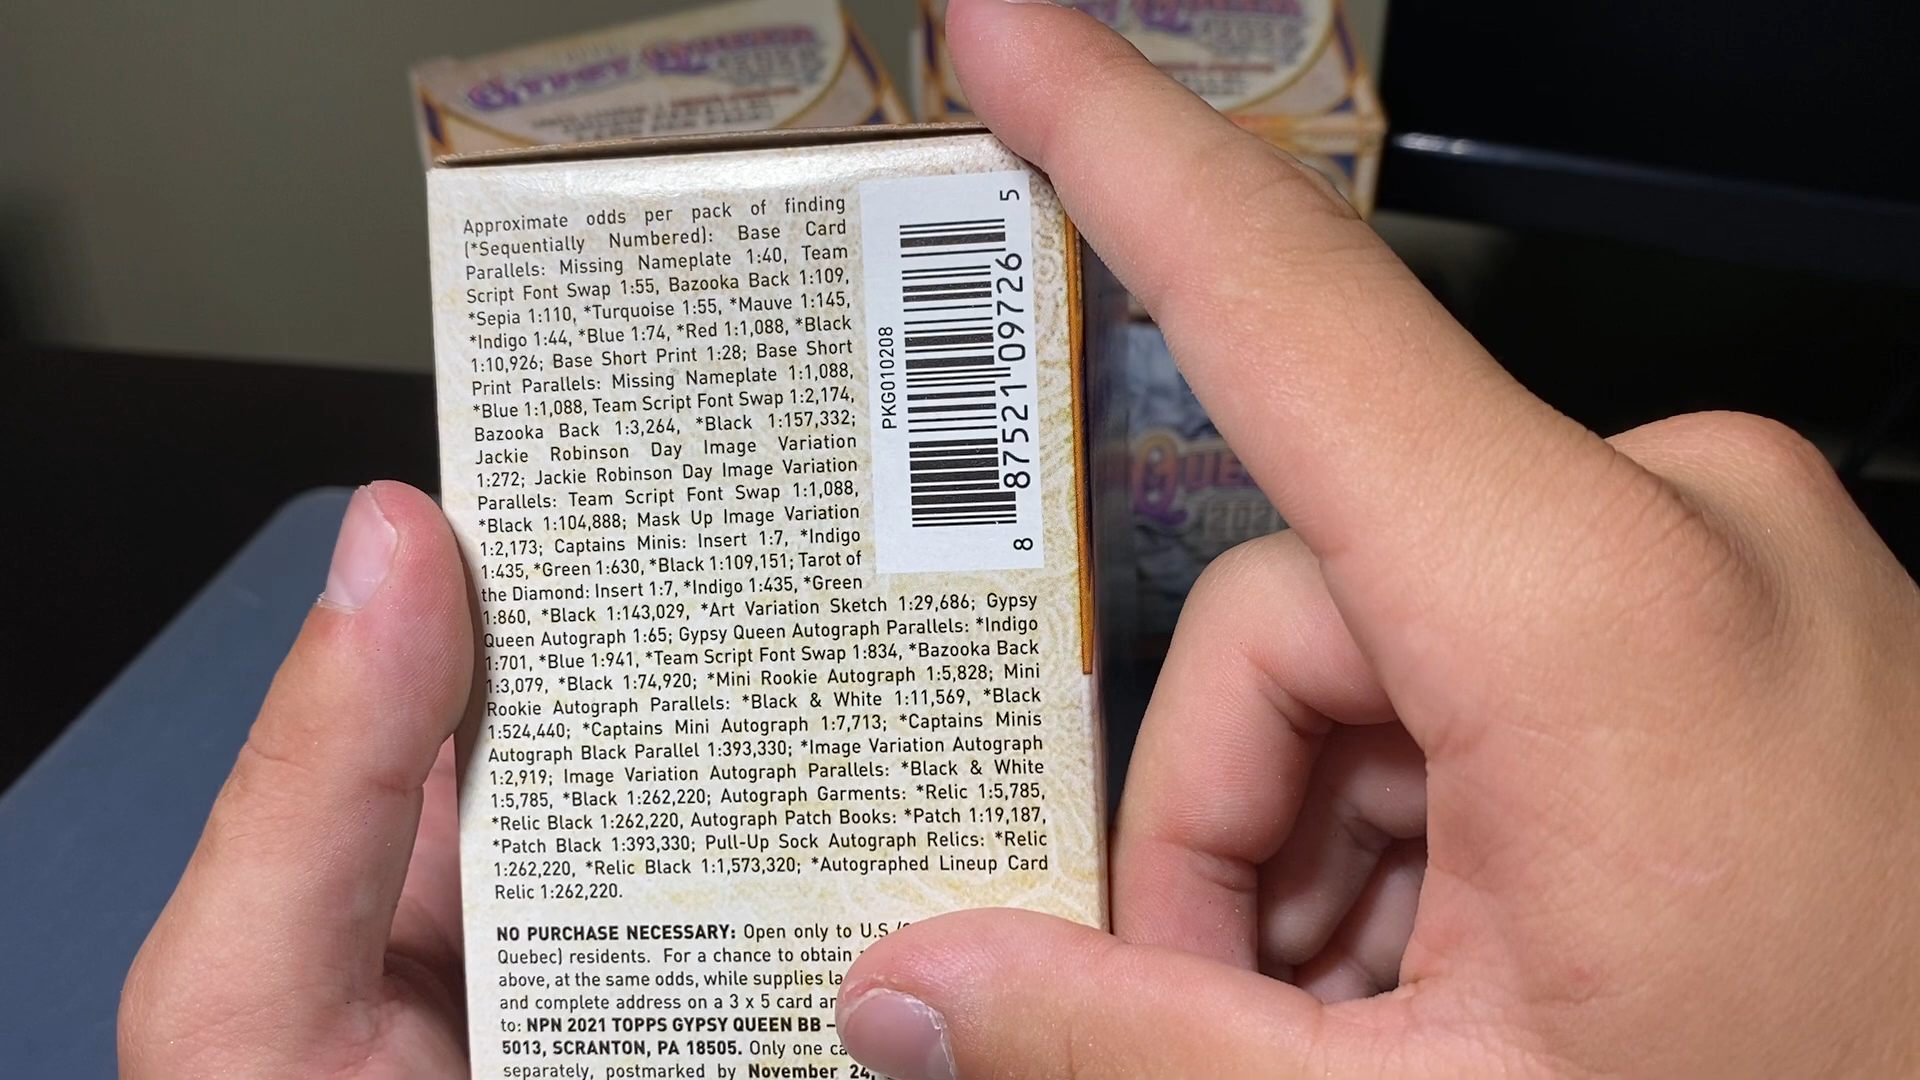 GYPSY QUEEN
QUEEN
Approximate odds per pack of finding
(*Sequentially Numbered): Base Card
Parallels: Missing Nameplate 1:40, Team
Script Font Swap 1:55, Bazooka Back 1:109,
*Sepia 1:110, *Turquoise 1:55, *Mauve 1:145,
*Indigo 1:44, *Blue 1:74, *Red 1:1,088, *Black
1:10,926; Base Short Print 1:28; Base Short
Print Parallels: Missing Nameplate 1:1,088,
*Blue 1:1,088, Team Script Font Swap 1:2,174,
Bazooka Back 1:3,264, *Black 1:157,332;
Jackie Robinson Day Image Variation
1:272; Jackie Robinson Day Image Variation
Parallels: Team Script Font Swap 1:1,088,
*Black 1:104,888; Mask Up Image Variation
1:2,173; Captains Minis: Insert 1:7, *Indigo
1:435, *Green 1:630, *Black 1:109,151; Tarot of
the Diamond: Insert 1:7, *Indigo 1:435, *Green
1:860, *Black 1:143,029, *Art Variation Sketch 1:29,686; Gypsy
Queen Autograph 1:65; Gypsy Queen Autograph Parallels: *Indigo
1:701, *Blue 1:941, *Team Script Font Swap 1:834, *Bazooka Back
1:3,079, *Black 1:74,920; *Mini Rookie Autograph 1:5,828; Mini
Rookie Autograph Parallels: *Black & White 1:11,569, *Black
1:524,440; *Captains Mini Autograph 1:7,713; *Captains Minis
Autograph Black Parallel 1:393,330; *Image Variation Autograph
1:2,919; Image Variation Autograph Parallels: *Black & White
1:5,785, *Black 1:262,220; Autograph Garments: *Relic 1:5,785,
*Relic Black 1:262,220, Autograph Patch Books: *Patch 1:19,187,
*Patch Black 1:393,330; Pull-Up Sock Autograph Relics: *Relic
1:262,220, *Relic Black 1:1,573,320; *Autographed Lineup Card
Relic 1:262,220.
PKG010208
8 87521 09726 5
NO PURCHASE NECESSARY: Open only to U.S.
Quebec) residents. For a chance to obtain
above, at the same odds, while supplies
and complete address on a 3 x 5 card
to: NPN 2021 TOPPS GYPSY QUEEN BB –
5013, SCRANTON, PA 18505. Only one
separately, postmarked by November 24,
QUEE